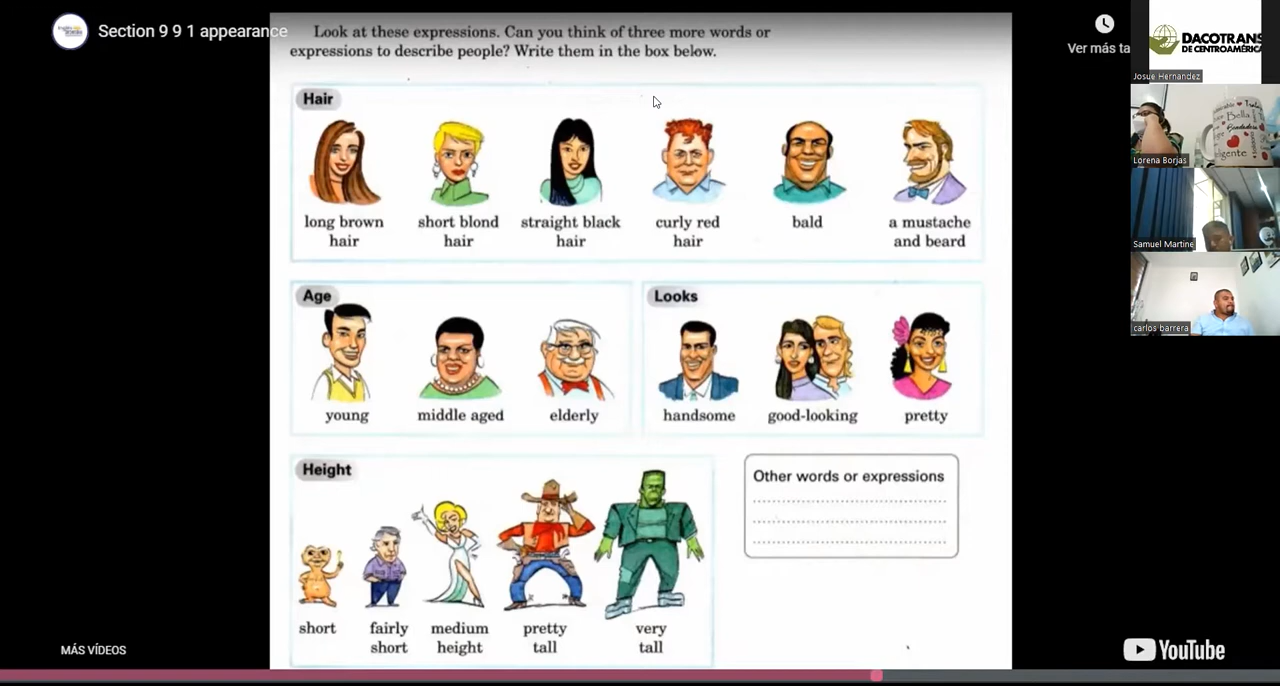 Section 9 9 1 appearance
Look at these expressions. Can you think of three more words or
expressions to describe people? Write them in the box below.
Ver más ta
DACOTRANS
DE CENTROAMÉRICA
Josue Hernandez
Lorena Borjas
Samuel Martine
carlos barrera
Bella
Hair
long brown
hair
short blond
hair
straight black
hair
curly red
hair
bald
a mustache
and beard
Age
young
middle aged
elderly
Looks
handsome
good-looking
pretty
Height
short
fairly
short
medium
height
pretty
tall
very
tall
Other words or expressions
MÁS VÍDEOS
YouTube